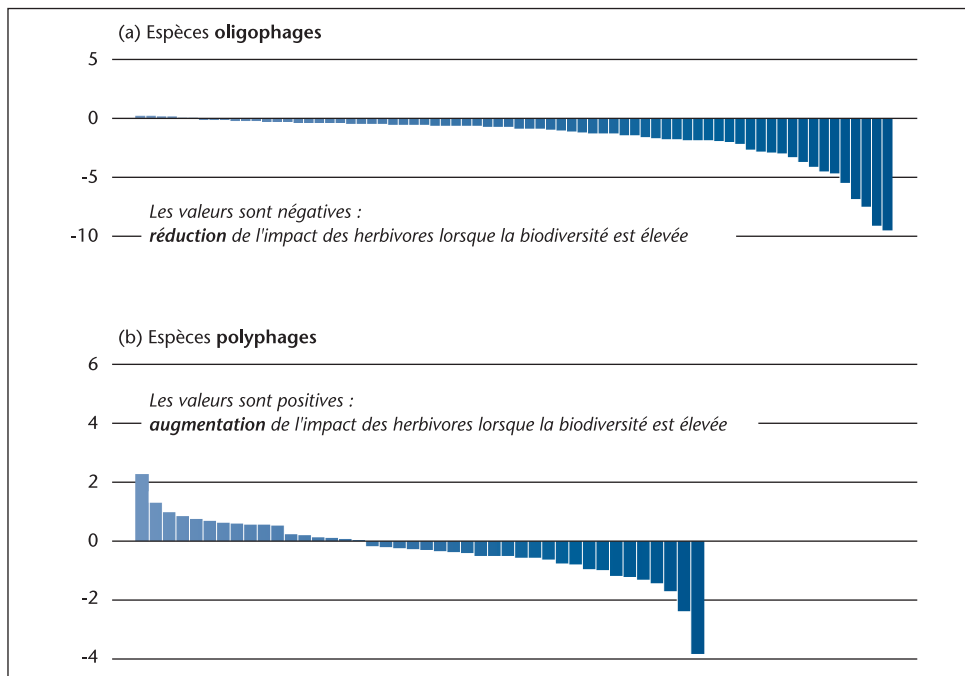 (a) Espèces oligophages
5
0
-5
Les valeurs sont négatives :
réduction de l'impact des herbivores lorsque la biodiversité est élevée
-10
(b) Espèces polyphages
6
Les valeurs sont positives :
4
augmentation de l'impact des herbivores lorsque la biodiversité est élevée
2
0
-2
-4